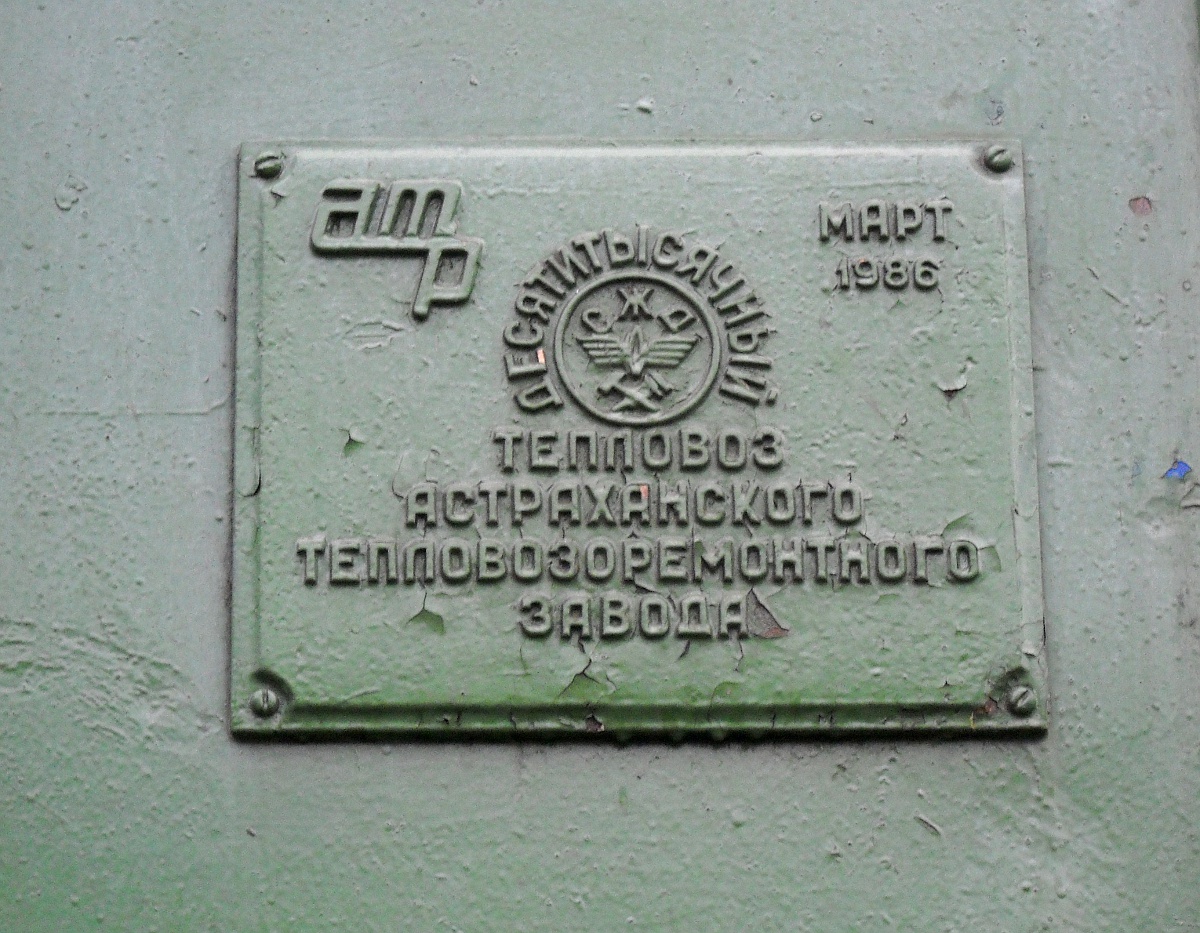 атр
МАРТ
1986
ДЕСЯТИТЫСЯЧНЫЙ
СЖД
ТЕПЛОВОЗ
АСТРАХАНСКОГО
ТЕПЛОВОЗОРЕМОНТНОГО
ЗАВОДА